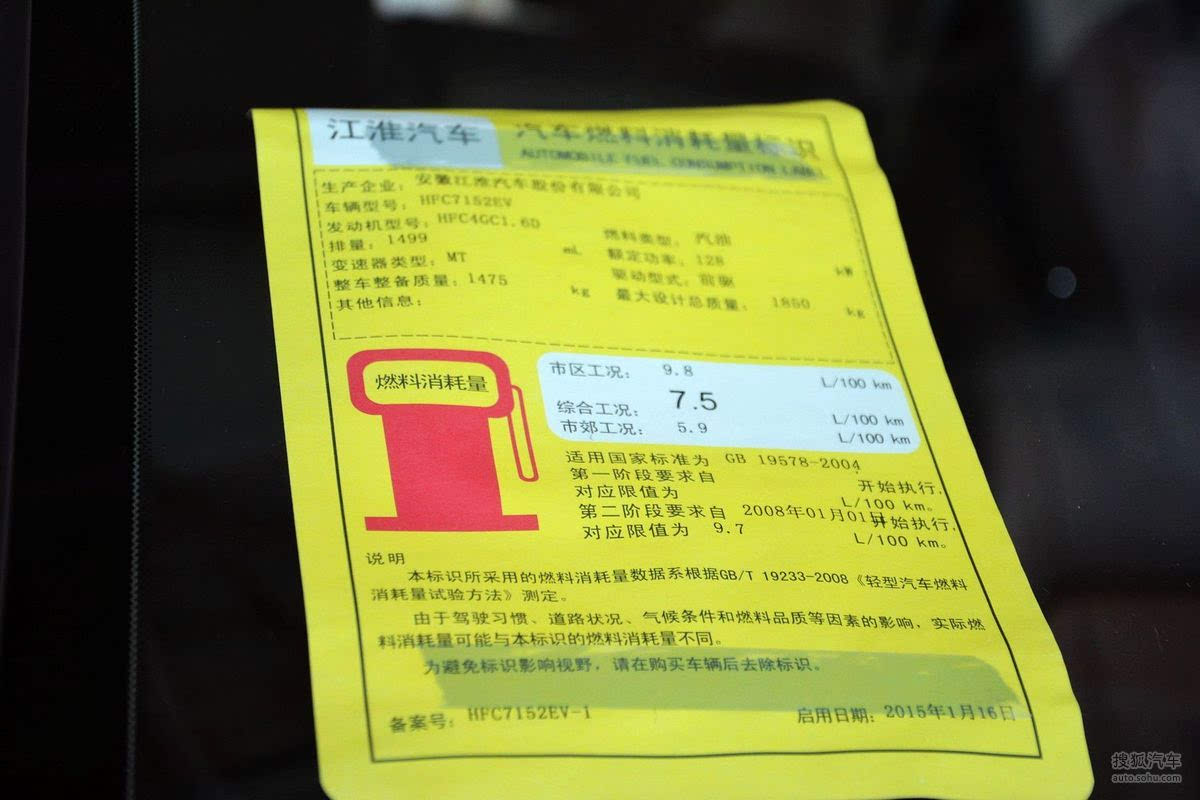 江淮汽车 汽车燃料消耗量标识
AUTOMOBILE FUEL CONSUMPTION LABEL
生产企业：安徽江淮汽车股份有限公司
车辆型号：HFC7152EV
发动机型号：HFC4GC1.6D 燃料类型：汽油
排量：1499 mL 额定功率：128 kW
变速器类型：MT 驱动型式：前驱
整车整备质量：1475 kg 最大设计总质量：1850 kg
其他信息：
燃料消耗量
市区工况：9.8 L/100 km
综合工况：7.5 L/100 km
市郊工况：5.9 L/100 km
适用国家标准为 GB 19578-2004
第一阶段要求自 开始执行，
对应限值为 L/100 km。
第二阶段要求自 2008年01月01日开始执行，
对应限值为 9.7 L/100 km。
说明
本标识所采用的燃料消耗量数据系根据GB/T 19233-2008《轻型汽车燃料
消耗量试验方法》测定。
由于驾驶习惯、道路状况、气候条件和燃料品质等因素的影响，实际燃
料消耗量可能与本标识的燃料消耗量不同。
为避免标识影响视野，请在购买车辆后去除标识。
备案号：HFC7152EV-1 启用日期：2015年1月16日
搜狐汽车
auto.sohu.com